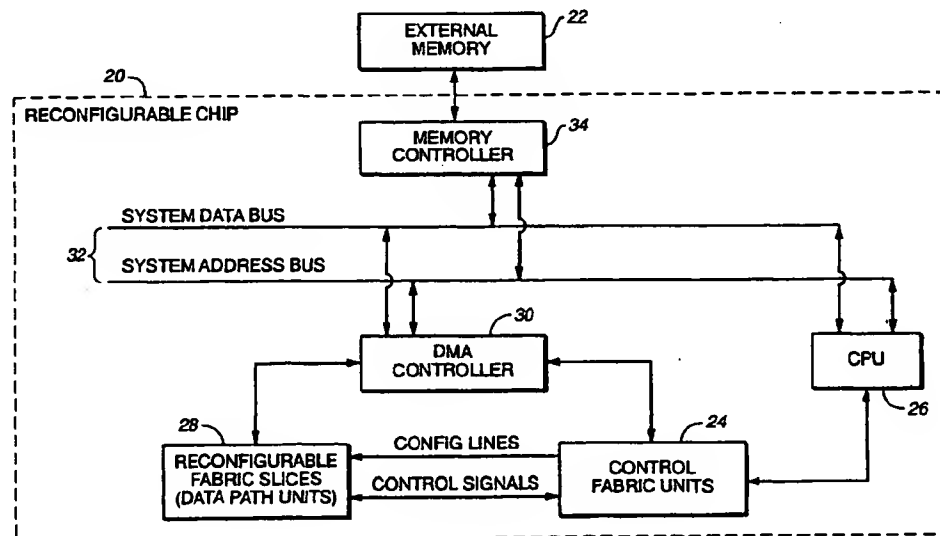 EXTERNAL
MEMORY
22
20
RECONFIGURABLE CHIP
MEMORY
CONTROLLER
34
SYSTEM DATA BUS
32
SYSTEM ADDRESS BUS
30
DMA
CONTROLLER
CPU
26
28
RECONFIGURABLE
FABRIC SLICES
(DATA PATH UNITS)
CONFIG LINES
CONTROL SIGNALS
24
CONTROL
FABRIC UNITS